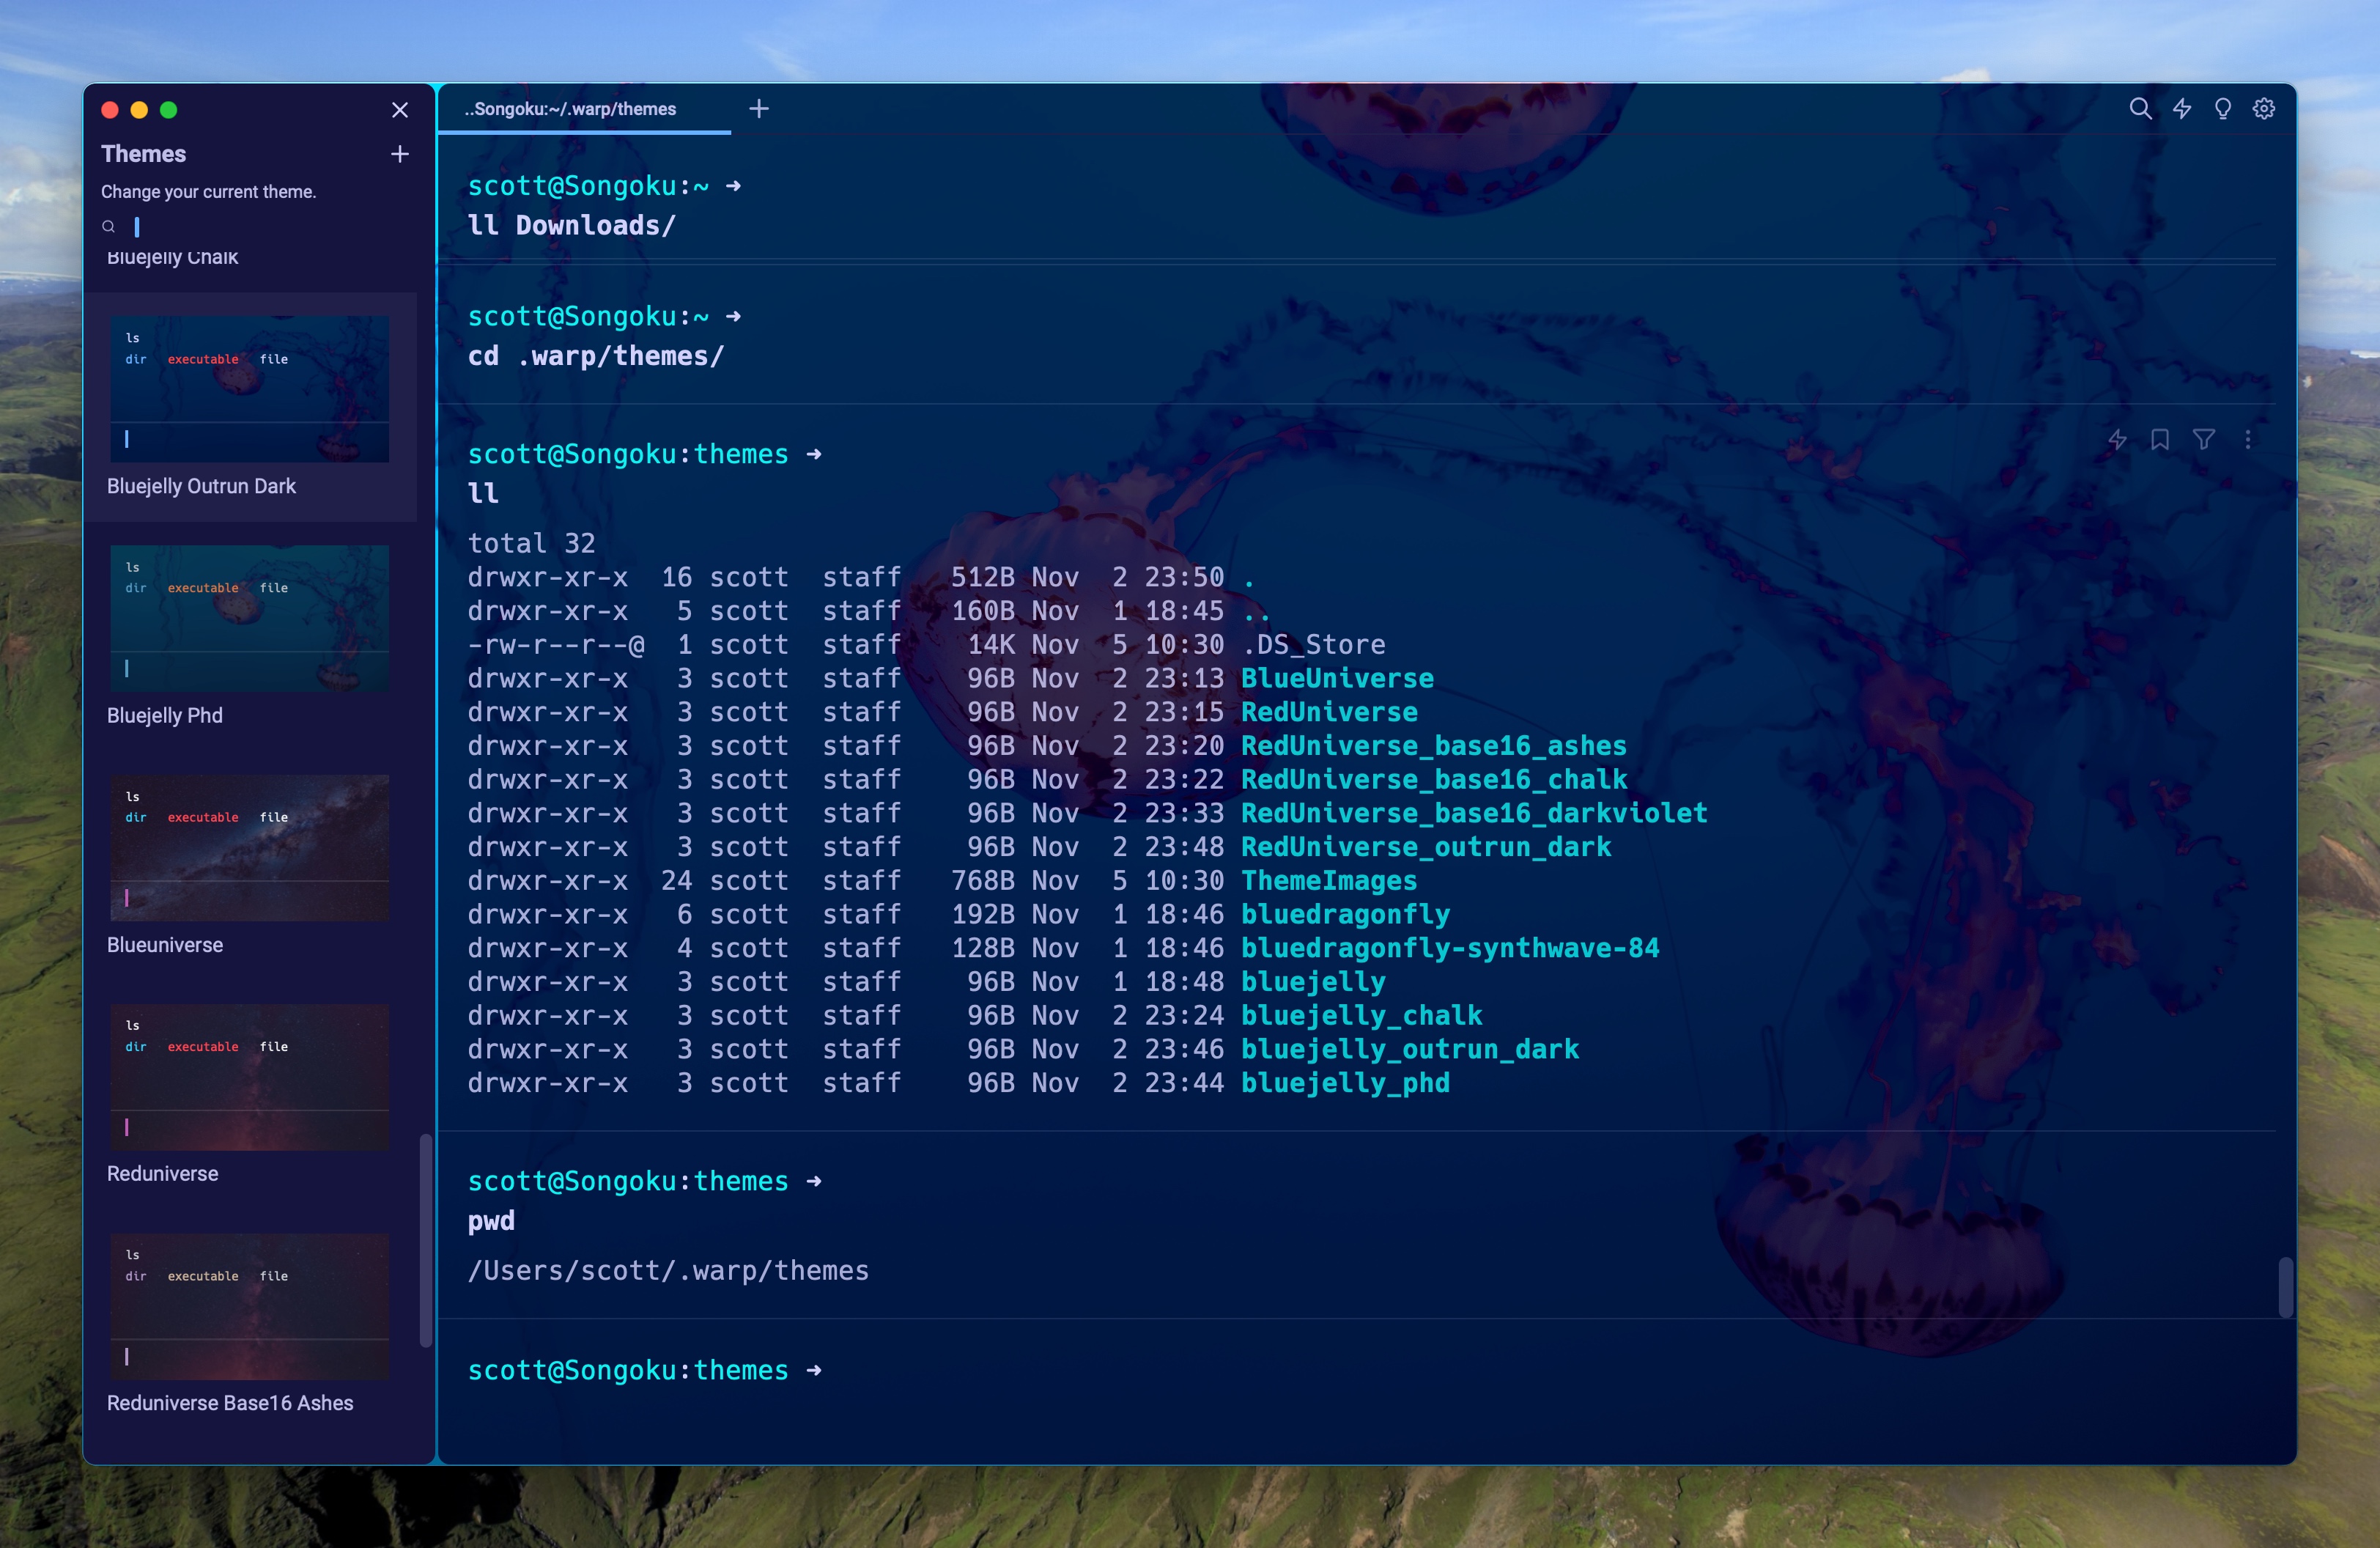 Themes
Change your current theme.
Bluejelly Chalk
ls
dir executable file
Bluejelly Outrun Dark
ls
dir executable file
Bluejelly Phd
ls
dir executable file
Blueuniverse
ls
dir executable file
Reduniverse
ls
dir executable file
Reduniverse Base16 Ashes
..Songoku:~/.warp/themes
scott@Songoku:~ ➜
ll Downloads/
scott@Songoku:~ ➜
cd .warp/themes/
scott@Songoku:themes ➜
ll
total 32
drwxr-xr-x  16 scott  staff   512B Nov  2 23:50 .
drwxr-xr-x   5 scott  staff   160B Nov  1 18:45 ..
-rw-r--r--@  1 scott  staff    14K Nov  5 10:30 .DS_Store
drwxr-xr-x   3 scott  staff    96B Nov  2 23:13 BlueUniverse
drwxr-xr-x   3 scott  staff    96B Nov  2 23:15 RedUniverse
drwxr-xr-x   3 scott  staff    96B Nov  2 23:20 RedUniverse_base16_ashes
drwxr-xr-x   3 scott  staff    96B Nov  2 23:22 RedUniverse_base16_chalk
drwxr-xr-x   3 scott  staff    96B Nov  2 23:33 RedUniverse_base16_darkviolet
drwxr-xr-x   3 scott  staff    96B Nov  2 23:48 RedUniverse_outrun_dark
drwxr-xr-x  24 scott  staff   768B Nov  5 10:30 ThemeImages
drwxr-xr-x   6 scott  staff   192B Nov  1 18:46 bluedragonfly
drwxr-xr-x   4 scott  staff   128B Nov  1 18:46 bluedragonfly-synthwave-84
drwxr-xr-x   3 scott  staff    96B Nov  1 18:48 bluejelly
drwxr-xr-x   3 scott  staff    96B Nov  2 23:24 bluejelly_chalk
drwxr-xr-x   3 scott  staff    96B Nov  2 23:46 bluejelly_outrun_dark
drwxr-xr-x   3 scott  staff    96B Nov  2 23:44 bluejelly_phd
scott@Songoku:themes ➜
pwd
/Users/scott/.warp/themes
scott@Songoku:themes ➜